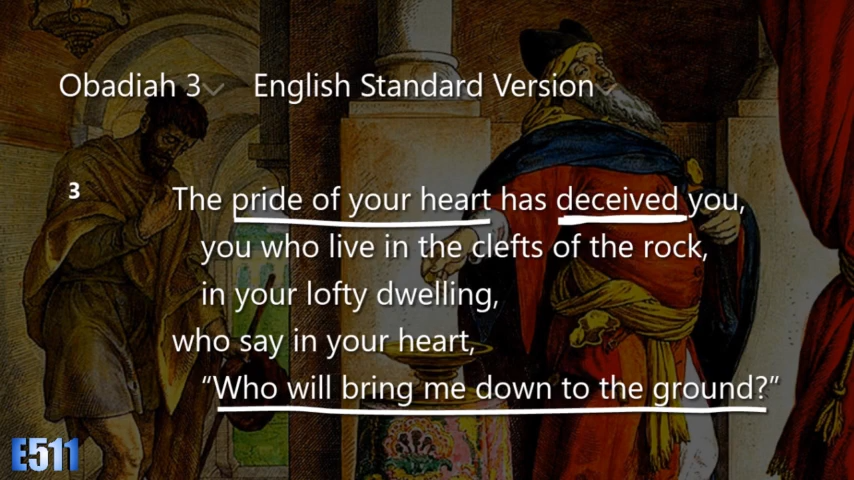 Obadiah 3 English Standard Version
3 The pride of your heart has deceived you,
you who live in the clefts of the rock,
in your lofty dwelling,
who say in your heart,
“Who will bring me down to the ground?”
E511